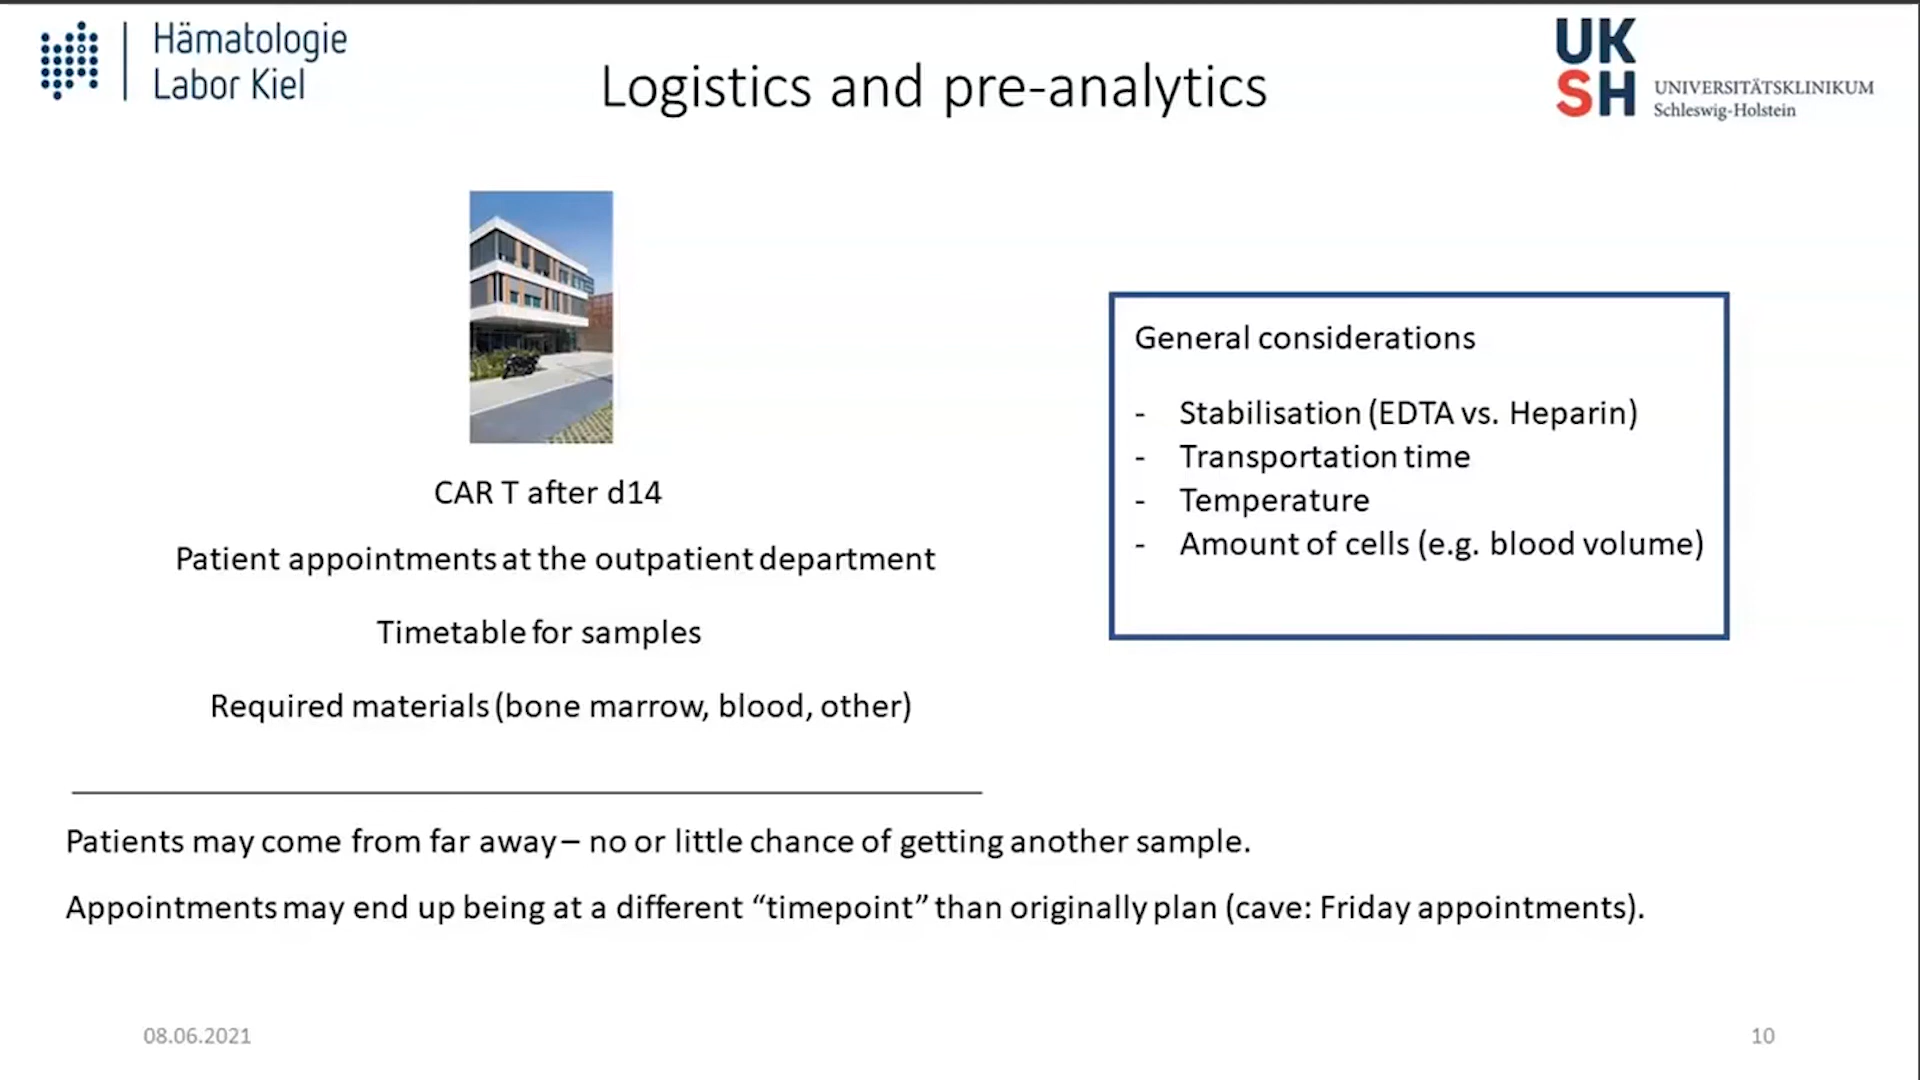 Hämatologie
Labor Kiel
Logistics and pre-analytics
UK
SH
UNIVERSITÄTSKLINIKUM
Schleswig-Holstein
CAR T after d14
Patient appointments at the outpatient department
Timetable for samples
Required materials (bone marrow, blood, other)
General considerations
- Stabilisation (EDTA vs. Heparin)
- Transportation time
- Temperature
- Amount of cells (e.g. blood volume)
Patients may come from far away – no or little chance of getting another sample.
Appointments may end up being at a different “timepoint” than originally plan (cave: Friday appointments).
08.06.2021
10